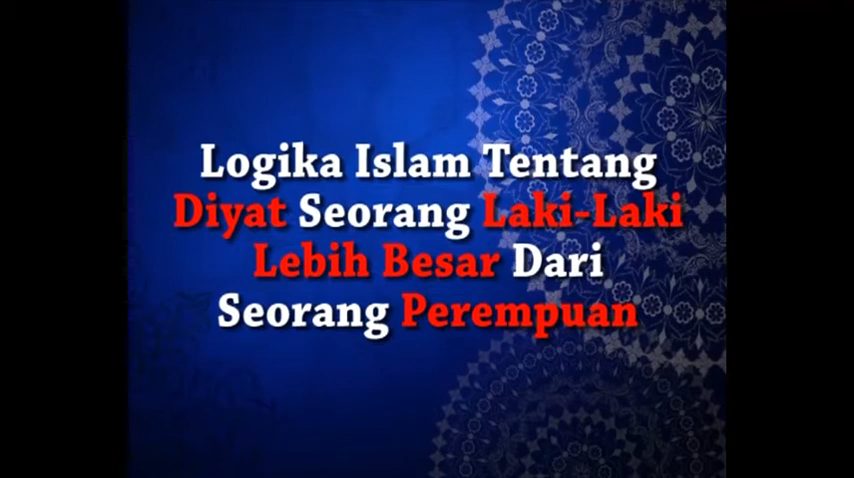 Logika Islam Tentang
Diyat Seorang Laki-Laki
Lebih Besar Dari
Seorang Perempuan